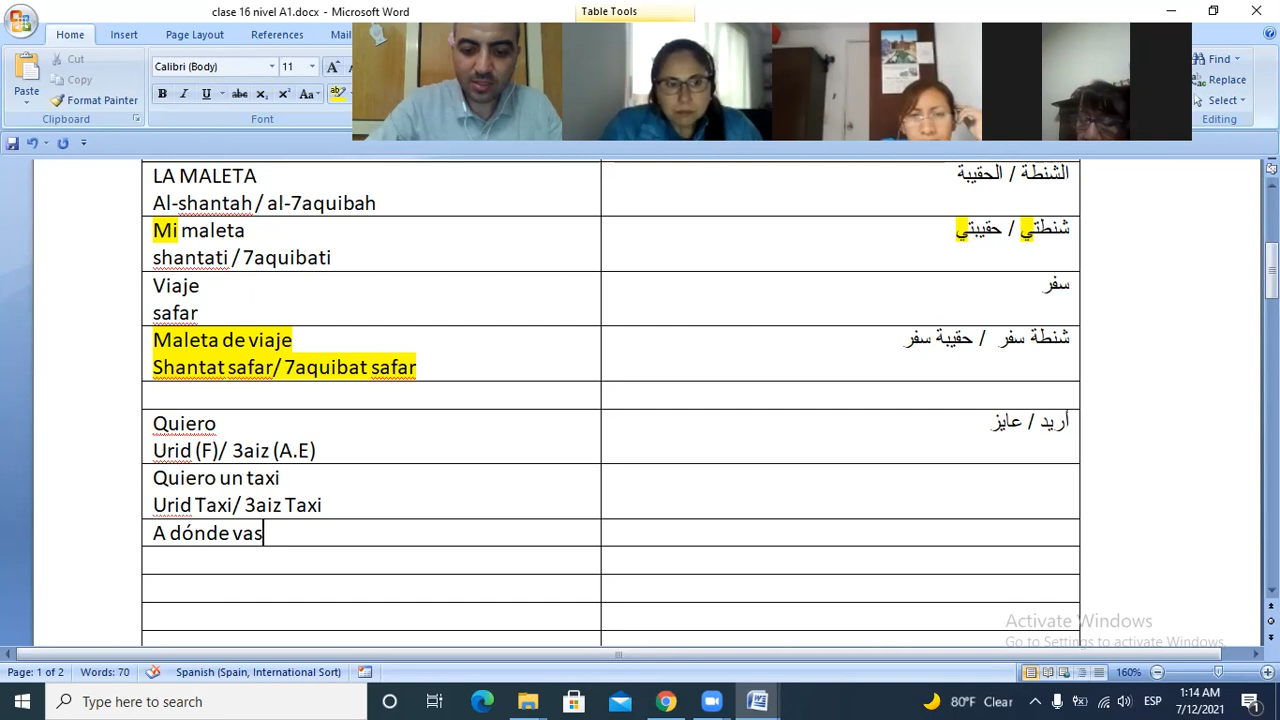 clase 16 nivel A1.docx - Microsoft Word
Table Tools
Home Insert Page Layout References
Cut
Copy
Format Painter
Paste
Clipboard
Calibri (Body) 11
Font
Find
Replace
Select
Editing
LA MALETA
Al-shantah / al-7aquibah
الشنطة / الحقيبة
Mi maleta
shantati / 7aquibati
شنطتي / حقيبتي
Viaje
safar
سفر
Maleta de viaje
Shantat safar/ 7aquibat safar
شنطة سفر / حقيبة سفر
Quiero
Urid (F)/ 3aiz (A.E)
أريد / عايز
Quiero un taxi
Urid Taxi/ 3aiz Taxi
A dónde vas
Activate Windows
Go to Settings to activate Windows.
Page: 1 of 2 Words: 70 Spanish (Spain, International Sort) 160%
Type here to search
80°F Clear
ESP
1:14 AM
7/12/2021